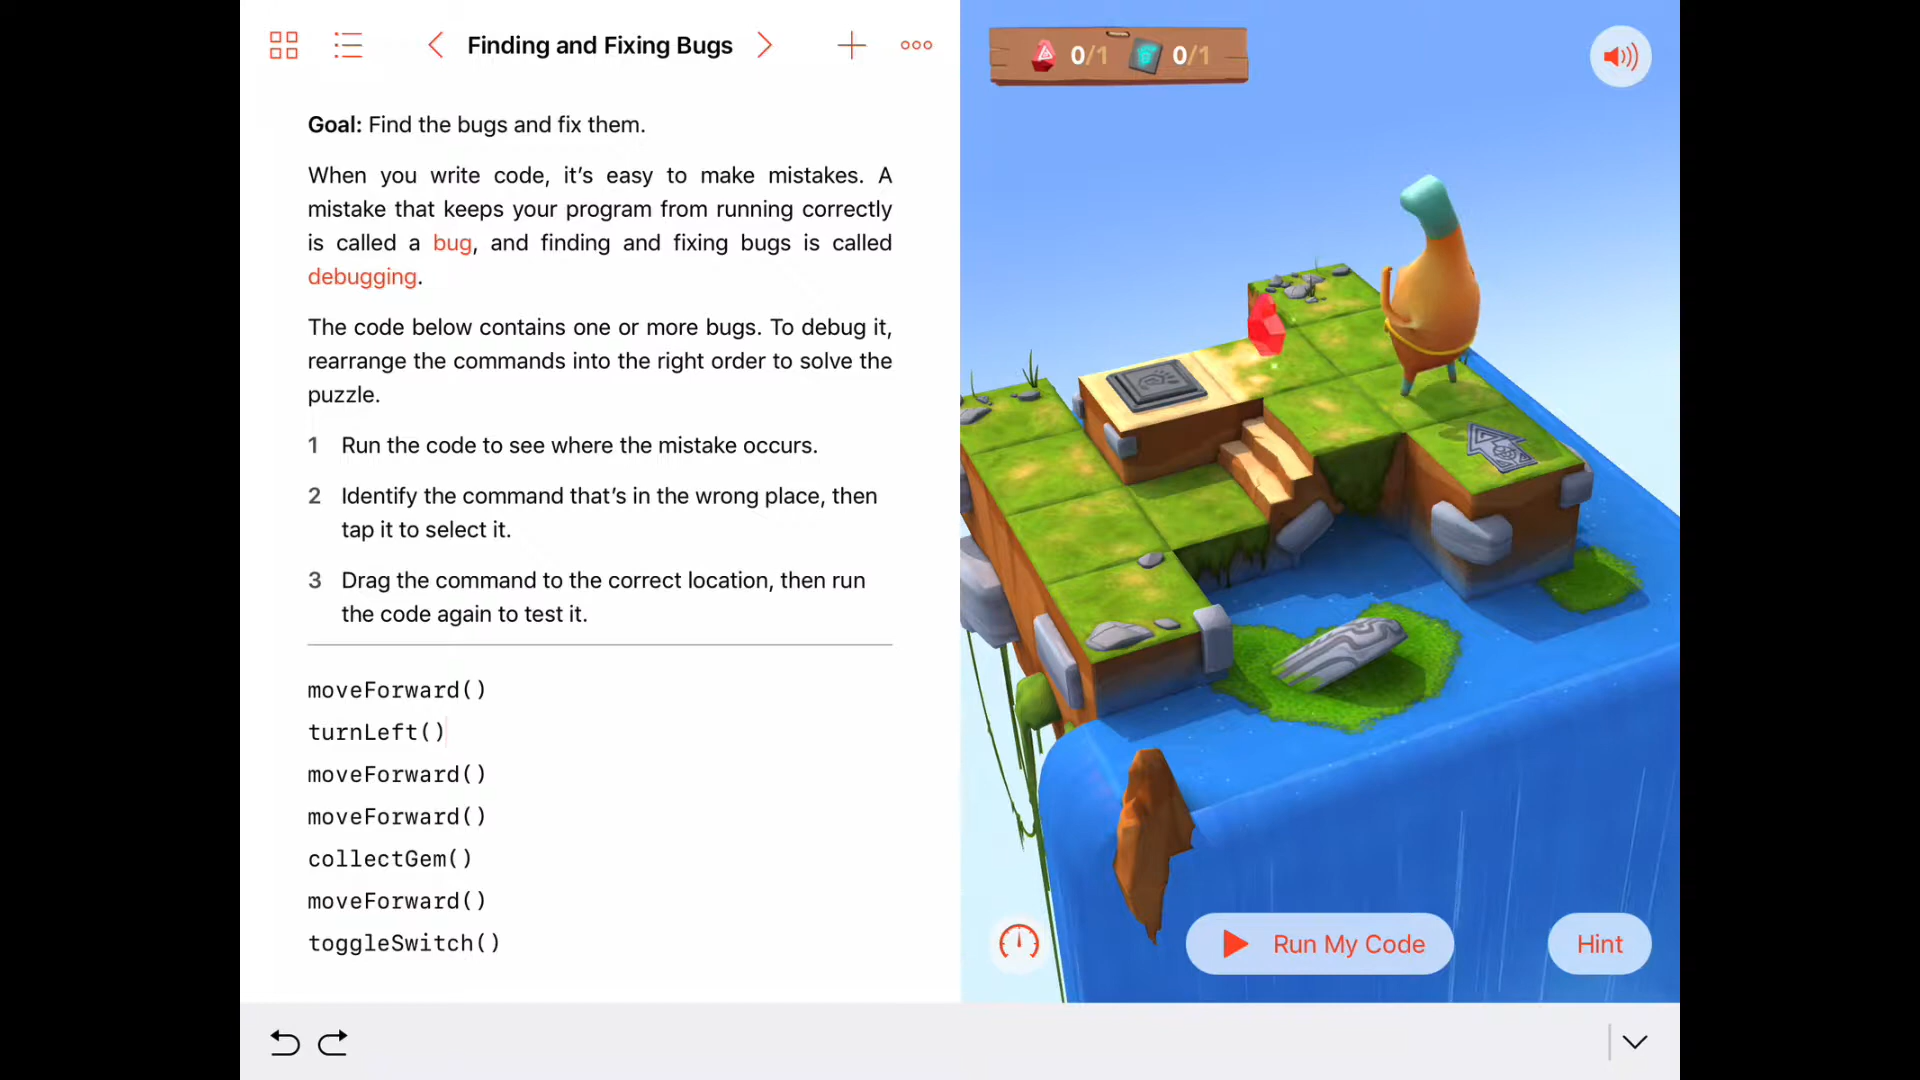 Finding and Fixing Bugs
Goal: Find the bugs and fix them.
When you write code, it’s easy to make mistakes. A
mistake that keeps your program from running correctly
is called a bug, and finding and fixing bugs is called
debugging.
The code below contains one or more bugs. To debug it,
rearrange the commands into the right order to solve the
puzzle.
1 Run the code to see where the mistake occurs.
2 Identify the command that’s in the wrong place, then
tap it to select it.
3 Drag the command to the correct location, then run
the code again to test it.
moveForward()
turnLeft()
moveForward()
moveForward()
collectGem()
moveForward()
toggleSwitch()
0/1 0/1
Run My Code
Hint